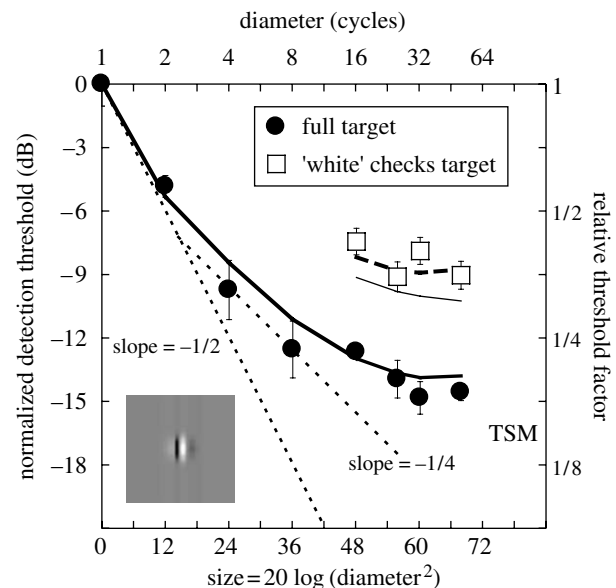 diameter (cycles)
1 2 4 8 16 32 64
0
−3
−6
−9
−12
−15
−18
normalized detection threshold (dB)
full target
'white' checks target
1
1/2
1/4
1/8
relative threshold factor
slope = −1/2
slope = −1/4
TSM
0 12 24 36 48 60 72
size = 20 log (diameter²)